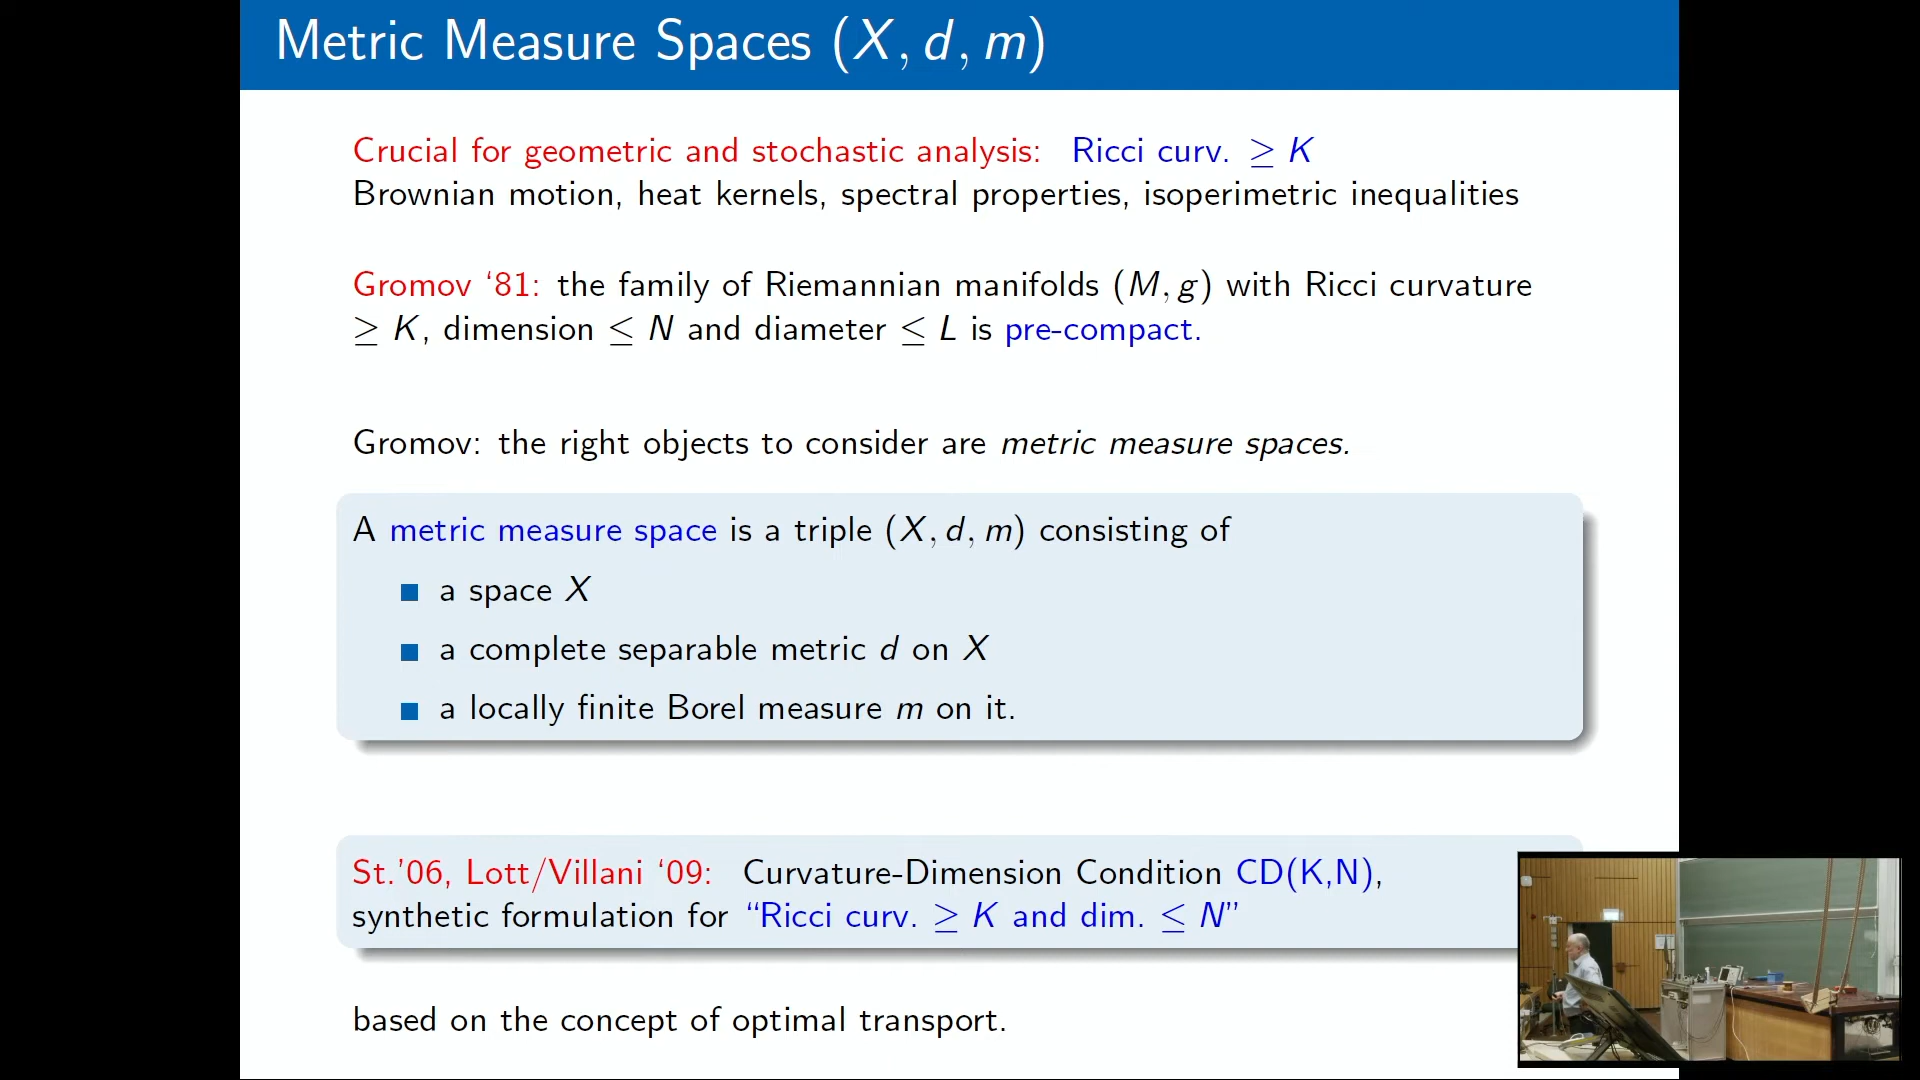 Metric Measure Spaces (X, d, m)
Crucial for geometric and stochastic analysis: Ricci curv. ≥ K
Brownian motion, heat kernels, spectral properties, isoperimetric inequalities
Gromov ‘81: the family of Riemannian manifolds (M, g) with Ricci curvature
≥ K, dimension ≤ N and diameter ≤ L is pre-compact.
Gromov: the right objects to consider are metric measure spaces.
A metric measure space is a triple (X, d, m) consisting of
a space X
a complete separable metric d on X
a locally finite Borel measure m on it.
St.’06, Lott/Villani ‘09: Curvature-Dimension Condition CD(K,N),
synthetic formulation for “Ricci curv. ≥ K and dim. ≤ N”
based on the concept of optimal transport.